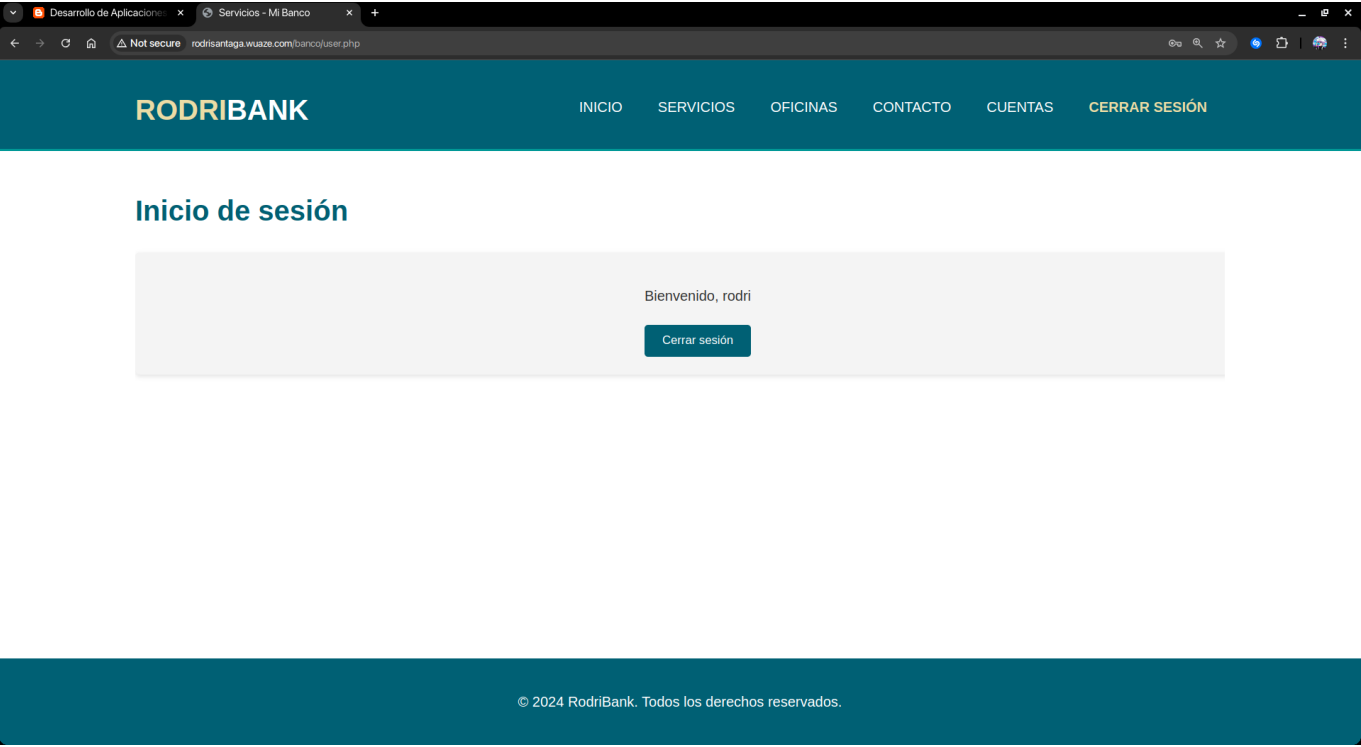 Desarrollo de Aplicaciones
Servicios - Mi Banco
Not secure rodrisantaga.wuaze.com/banco/user.php
RODRIBANK
INICIO SERVICIOS OFICINAS CONTACTO CUENTAS CERRAR SESIÓN
Inicio de sesión
Bienvenido, rodri
Cerrar sesión
© 2024 RodriBank. Todos los derechos reservados.